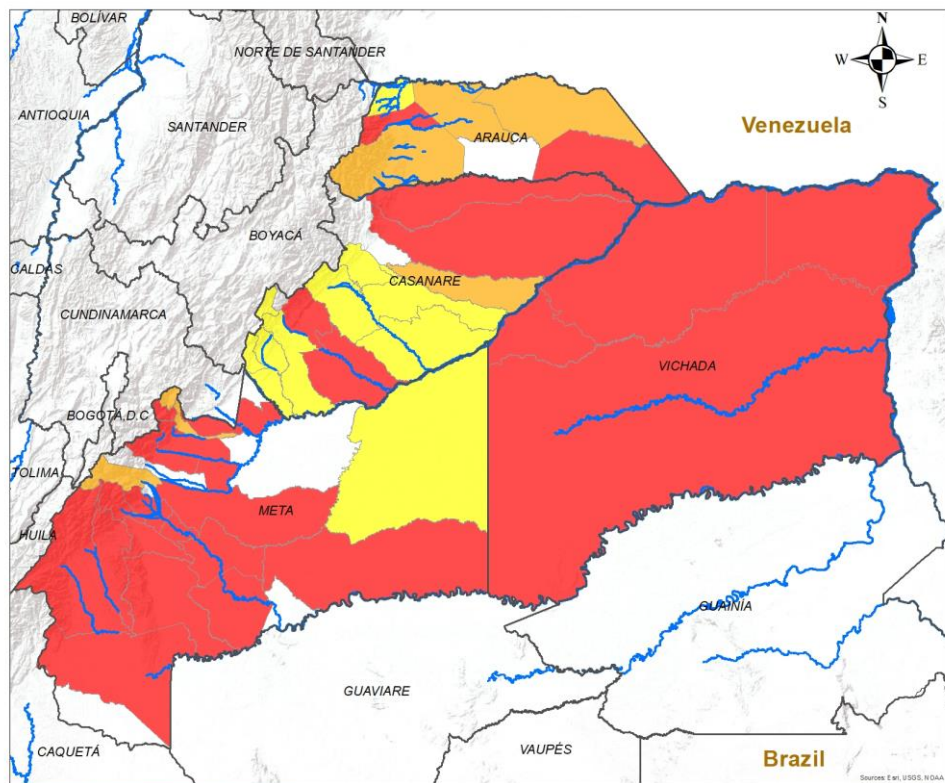 BOLÍVAR
NORTE DE SANTANDER
N
W E
S
ANTIOQUIA
SANTANDER
Venezuela
ARAUCA
BOYACÁ
CALDAS
CASANARE
CUNDINAMARCA
VICHADA
BOGOTÁ,D.C
TOLIMA
META
HUILA
GUAINÍA
GUAVIARE
CAQUETÁ
VAUPÉS
Brazil
Sources: Esri, USGS, NOAA